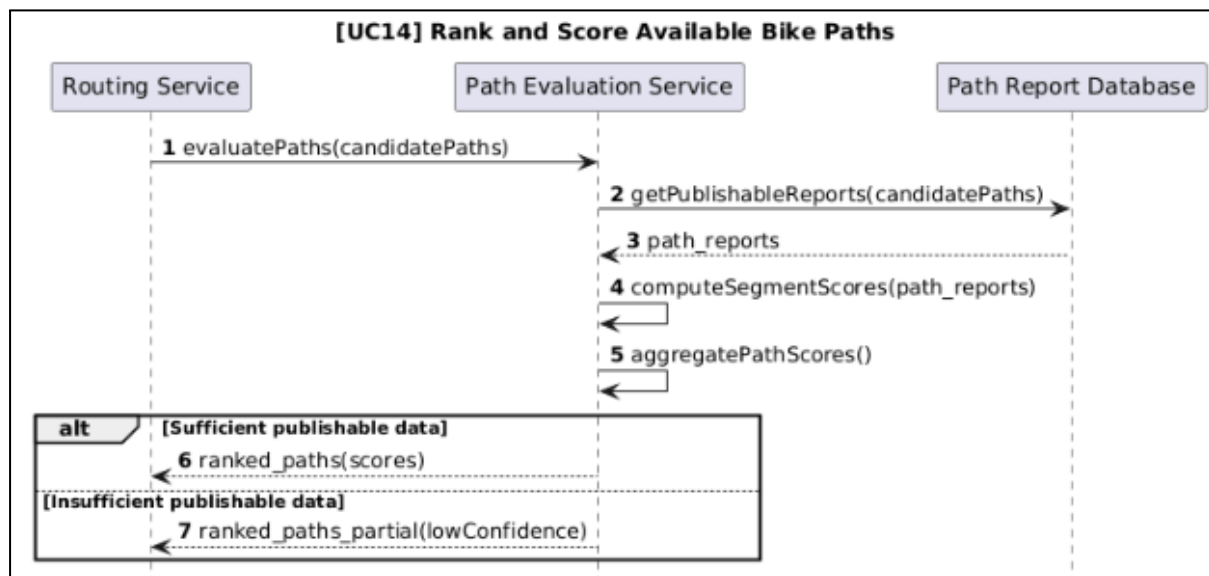 [UC14] Rank and Score Available Bike Paths
Routing Service
Path Evaluation Service
Path Report Database
1 evaluatePaths(candidatePaths)
2 getPublishableReports(candidatePaths)
3 path_reports
4 computeSegmentScores(path_reports)
5 aggregatePathScores()
alt [Sufficient publishable data]
6 ranked_paths(scores)
[Insufficient publishable data]
7 ranked_paths_partial(lowConfidence)